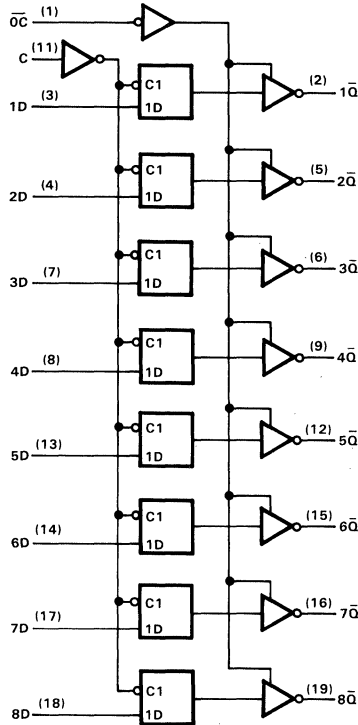 O̅C̅ (1)
C (11)
C1 (2) 1Q̅
1D (3) 1D
C1 (5) 2Q̅
2D (4) 1D
C1 (6) 3Q̅
3D (7) 1D
C1 (9) 4Q̅
4D (8) 1D
C1 (12) 5Q̅
5D (13) 1D
C1 (15) 6Q̅
6D (14) 1D
C1 (16) 7Q̅
7D (17) 1D
C1 (19) 8Q̅
8D (18) 1D